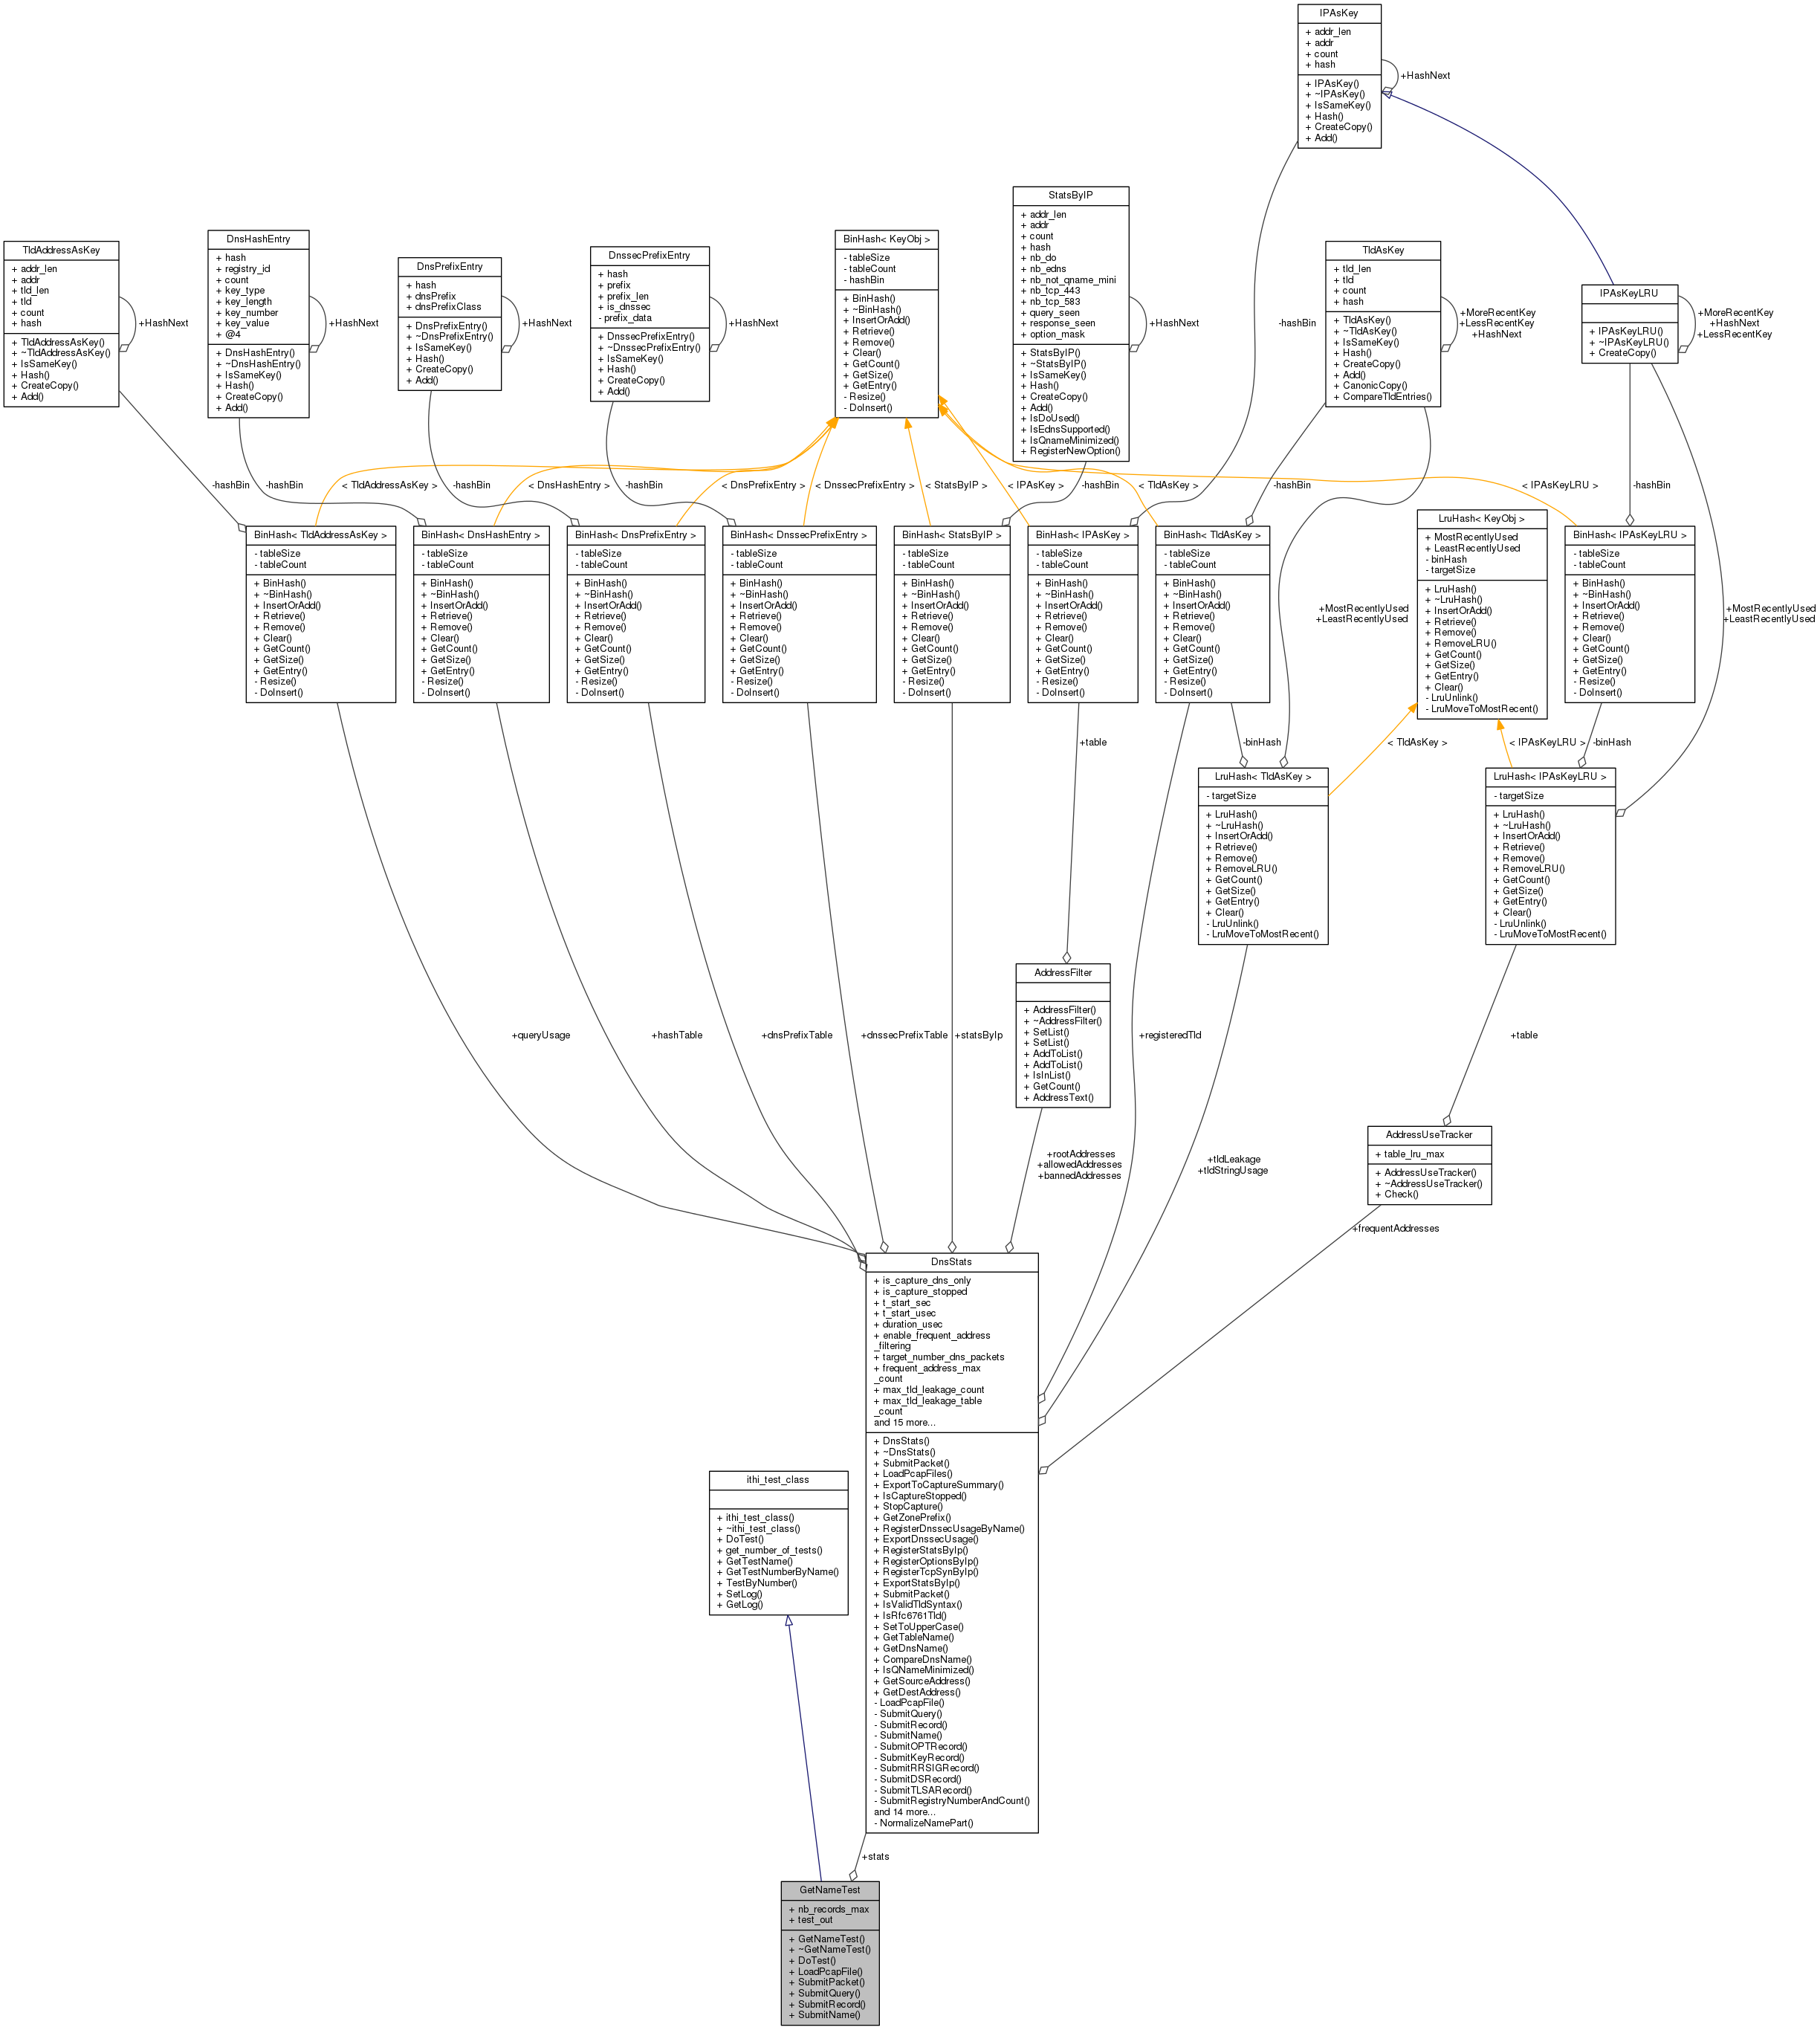 IPAsKey
+ addr_len
+ addr
+ count
+ hash
+ IPAsKey()
+ ~IPAsKey()
+ IsSameKey()
+ Hash()
+ CreateCopy()
+ Add()
+HashNext
TldAddressAsKey
+ addr_len
+ addr
+ tld_len
+ tld
+ count
+ hash
+ TldAddressAsKey()
+ ~TldAddressAsKey()
+ IsSameKey()
+ Hash()
+ CreateCopy()
+ Add()
+HashNext
DnsHashEntry
+ hash
+ registry_id
+ count
+ key_type
+ key_length
+ key_number
+ key_value
+ @4
+ DnsHashEntry()
+ ~DnsHashEntry()
+ IsSameKey()
+ Hash()
+ CreateCopy()
+ Add()
+HashNext
DnsPrefixEntry
+ hash
+ dnsPrefix
+ dnsPrefixClass
+ DnsPrefixEntry()
+ ~DnsPrefixEntry()
+ IsSameKey()
+ Hash()
+ CreateCopy()
+ Add()
+HashNext
DnssecPrefixEntry
+ hash
+ prefix
+ prefix_len
+ is_dnssec
- prefix_data
+ DnssecPrefixEntry()
+ ~DnssecPrefixEntry()
+ IsSameKey()
+ Hash()
+ CreateCopy()
+ Add()
+HashNext
BinHash< KeyObj >
- tableSize
- tableCount
- hashBin
+ BinHash()
+ ~BinHash()
+ InsertOrAdd()
+ Retrieve()
+ Remove()
+ Clear()
+ GetCount()
+ GetSize()
+ GetEntry()
- Resize()
- DoInsert()
StatsByIP
+ addr_len
+ addr
+ count
+ hash
+ nb_do
+ nb_edns
+ nb_not_qname_mini
+ nb_tcp_443
+ nb_tcp_583
+ query_seen
+ response_seen
+ option_mask
+ StatsByIP()
+ ~StatsByIP()
+ IsSameKey()
+ Hash()
+ CreateCopy()
+ Add()
+ IsDoUsed()
+ IsEdnsSupported()
+ IsQnameMinimized()
+ RegisterNewOption()
+HashNext
-hashBin
TldAsKey
+ tld_len
+ tld
+ count
+ hash
+ TldAsKey()
+ ~TldAsKey()
+ IsSameKey()
+ Hash()
+ CreateCopy()
+ Add()
+ CanonicCopy()
+ CompareTldEntries()
+MoreRecentKey
+LessRecentKey
+HashNext
IPAsKeyLRU
+ IPAsKeyLRU()
+ ~IPAsKeyLRU()
+ CreateCopy()
+MoreRecentKey
+HashNext
+LessRecentKey
-hashBin
< TldAddressAsKey >
-hashBin
< DnsHashEntry >
-hashBin
< DnsPrefixEntry >
-hashBin
< DnssecPrefixEntry >
< StatsByIP >
< IPAsKey >
-hashBin
< TldAsKey >
-hashBin
< IPAsKeyLRU >
-hashBin
BinHash< TldAddressAsKey >
- tableSize
- tableCount
+ BinHash()
+ ~BinHash()
+ InsertOrAdd()
+ Retrieve()
+ Remove()
+ Clear()
+ GetCount()
+ GetSize()
+ GetEntry()
- Resize()
- DoInsert()
BinHash< DnsHashEntry >
- tableSize
- tableCount
+ BinHash()
+ ~BinHash()
+ InsertOrAdd()
+ Retrieve()
+ Remove()
+ Clear()
+ GetCount()
+ GetSize()
+ GetEntry()
- Resize()
- DoInsert()
BinHash< DnsPrefixEntry >
- tableSize
- tableCount
+ BinHash()
+ ~BinHash()
+ InsertOrAdd()
+ Retrieve()
+ Remove()
+ Clear()
+ GetCount()
+ GetSize()
+ GetEntry()
- Resize()
- DoInsert()
BinHash< DnssecPrefixEntry >
- tableSize
- tableCount
+ BinHash()
+ ~BinHash()
+ InsertOrAdd()
+ Retrieve()
+ Remove()
+ Clear()
+ GetCount()
+ GetSize()
+ GetEntry()
- Resize()
- DoInsert()
BinHash< StatsByIP >
- tableSize
- tableCount
+ BinHash()
+ ~BinHash()
+ InsertOrAdd()
+ Retrieve()
+ Remove()
+ Clear()
+ GetCount()
+ GetSize()
+ GetEntry()
- Resize()
- DoInsert()
BinHash< IPAsKey >
- tableSize
- tableCount
+ BinHash()
+ ~BinHash()
+ InsertOrAdd()
+ Retrieve()
+ Remove()
+ Clear()
+ GetCount()
+ GetSize()
+ GetEntry()
- Resize()
- DoInsert()
BinHash< TldAsKey >
- tableSize
- tableCount
+ BinHash()
+ ~BinHash()
+ InsertOrAdd()
+ Retrieve()
+ Remove()
+ Clear()
+ GetCount()
+ GetSize()
+ GetEntry()
- Resize()
- DoInsert()
+MostRecentlyUsed
+LeastRecentlyUsed
LruHash< KeyObj >
+ MostRecentlyUsed
+ LeastRecentlyUsed
- binHash
- targetSize
+ LruHash()
+ ~LruHash()
+ InsertOrAdd()
+ Retrieve()
+ Remove()
+ RemoveLRU()
+ GetCount()
+ GetSize()
+ GetEntry()
+ Clear()
- LruUnlink()
- LruMoveToMostRecent()
BinHash< IPAsKeyLRU >
- tableSize
- tableCount
+ BinHash()
+ ~BinHash()
+ InsertOrAdd()
+ Retrieve()
+ Remove()
+ Clear()
+ GetCount()
+ GetSize()
+ GetEntry()
- Resize()
- DoInsert()
+MostRecentlyUsed
+LeastRecentlyUsed
+table
-binHash
< TldAsKey >
< IPAsKeyLRU >
-binHash
LruHash< TldAsKey >
- targetSize
+ LruHash()
+ ~LruHash()
+ InsertOrAdd()
+ Retrieve()
+ Remove()
+ RemoveLRU()
+ GetCount()
+ GetSize()
+ GetEntry()
+ Clear()
- LruUnlink()
- LruMoveToMostRecent()
LruHash< IPAsKeyLRU >
- targetSize
+ LruHash()
+ ~LruHash()
+ InsertOrAdd()
+ Retrieve()
+ Remove()
+ RemoveLRU()
+ GetCount()
+ GetSize()
+ GetEntry()
+ Clear()
- LruUnlink()
- LruMoveToMostRecent()
AddressFilter
+ AddressFilter()
+ ~AddressFilter()
+ SetList()
+ SetList()
+ AddToList()
+ AddToList()
+ IsInList()
+ GetCount()
+ AddressText()
+queryUsage
+hashTable
+dnsPrefixTable
+dnssecPrefixTable
+statsByIp
+registeredTld
+table
AddressUseTracker
+ table_lru_max
+ AddressUseTracker()
+ ~AddressUseTracker()
+ Check()
+rootAddresses
+allowedAddresses
+bannedAddresses
+tldLeakage
+tldStringUsage
+frequentAddresses
DnsStats
+ is_capture_dns_only
+ is_capture_stopped
+ t_start_sec
+ t_start_usec
+ duration_usec
+ enable_frequent_address
_filtering
+ target_number_dns_packets
+ frequent_address_max
_count
+ max_tld_leakage_count
+ max_tld_leakage_table
_count
and 15 more...
+ DnsStats()
+ ~DnsStats()
+ SubmitPacket()
+ LoadPcapFiles()
+ ExportToCaptureSummary()
+ IsCaptureStopped()
+ StopCapture()
+ GetZonePrefix()
+ RegisterDnssecUsageByName()
+ ExportDnssecUsage()
+ RegisterStatsByIp()
+ RegisterOptionsByIp()
+ RegisterTcpSynByIp()
+ ExportStatsByIp()
+ SubmitPacket()
+ IsValidTldSyntax()
+ IsRfc6761Tld()
+ SetToUpperCase()
+ GetTableName()
+ GetDnsName()
+ CompareDnsName()
+ IsQNameMinimized()
+ GetSourceAddress()
+ GetDestAddress()
- LoadPcapFile()
- SubmitQuery()
- SubmitRecord()
- SubmitName()
- SubmitOPTRecord()
- SubmitKeyRecord()
- SubmitRRSIGRecord()
- SubmitDSRecord()
- SubmitTLSARecord()
- SubmitRegistryNumberAndCount()
and 14 more...
- NormalizeNamePart()
ithi_test_class
+ ithi_test_class()
+ ~ithi_test_class()
+ DoTest()
+ get_number_of_tests()
+ GetTestName()
+ GetTestNumberByName()
+ TestByNumber()
+ SetLog()
+ GetLog()
+stats
GetNameTest
+ nb_records_max
+ test_out
+ GetNameTest()
+ ~GetNameTest()
+ DoTest()
+ LoadPcapFile()
+ SubmitPacket()
+ SubmitQuery()
+ SubmitRecord()
+ SubmitName()